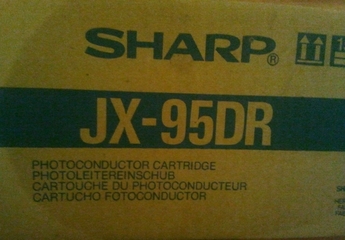 SHARP®
JX-95DR
PHOTOCONDUCTOR CARTRIDGE
PHOTOLEITEREINSCHUB
CARTOUCHE DU PHOTOCONDUCTEUR
CARTUCHO FOTOCONDUCTOR